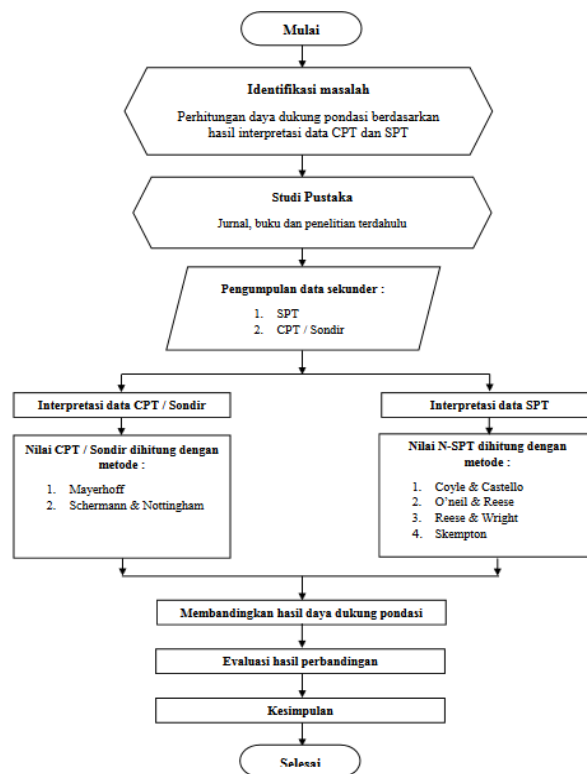 Mulai
Identifikasi masalah
Perhitungan daya dukung pondasi berdasarkan
hasil interpretasi data CPT dan SPT
Studi Pustaka
Jurnal, buku dan penelitian terdahulu
Pengumpulan data sekunder :
1. SPT
2. CPT / Sondir
Interpretasi data CPT / Sondir
Nilai CPT / Sondir dihitung dengan
metode :
1. Mayerhoff
2. Schermann & Nottingham
Interpretasi data SPT
Nilai N-SPT dihitung dengan
metode :
1. Coyle & Castello
2. O'neil & Reese
3. Reese & Wright
4. Skempton
Membandingkan hasil daya dukung pondasi
Evaluasi hasil perbandingan
Kesimpulan
Selesai